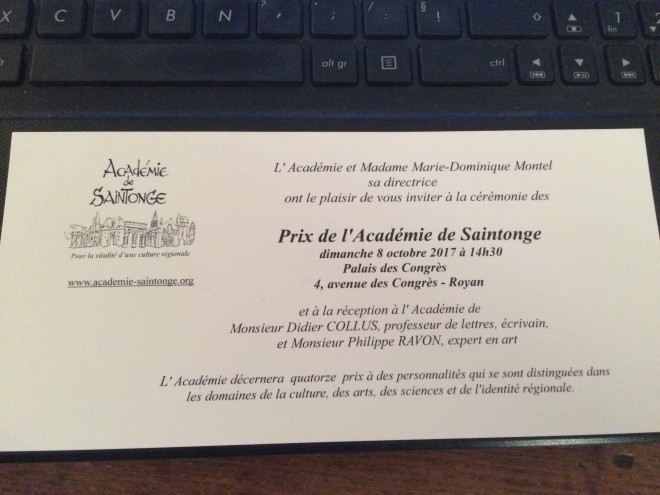 X C V B N ? . / § !
alt gr ctrl fin 1 2
Académie
de
Saintonge
Pour la vitalité d'une culture régionale
www.academie-saintonge.org
L' Académie et Madame Marie-Dominique Montel
sa directrice
ont le plaisir de vous inviter à la cérémonie des
Prix de l'Académie de Saintonge
dimanche 8 octobre 2017 à 14h30
Palais des Congrès
4, avenue des Congrès - Royan
et à la réception à l' Académie de
Monsieur Didier COLLUS, professeur de lettres, écrivain,
et Monsieur Philippe RAVON, expert en art
L' Académie décernera quatorze prix à des personnalités qui se sont distinguées dans
les domaines de la culture, des arts, des sciences et de l'identité régionale.